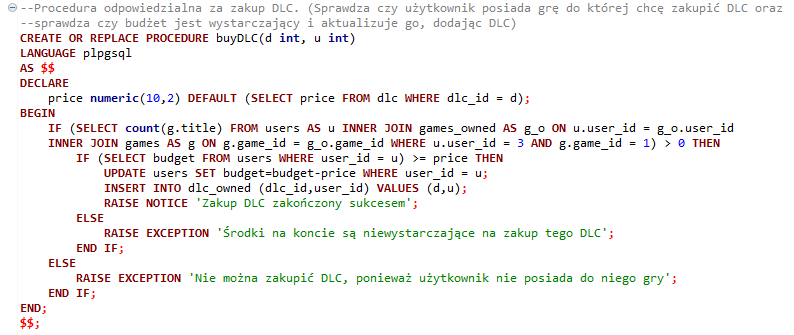 --Procedura odpowiedzialna za zakup DLC. (Sprawdza czy użytkownik posiada grę do której chcę zakupić DLC oraz
--sprawdza czy budżet jest wystarczający i aktualizuje go, dodając DLC)
CREATE OR REPLACE PROCEDURE buyDLC(d int, u int)
LANGUAGE plpgsql
AS $$
DECLARE
    price numeric(10,2) DEFAULT (SELECT price FROM dlc WHERE dlc_id = d);
BEGIN
    IF (SELECT count(g.title) FROM users AS u INNER JOIN games_owned AS g_o ON u.user_id = g_o.user_id
    INNER JOIN games AS g ON g.game_id = g_o.game_id WHERE u.user_id = 3 AND g.game_id = 1) > 0 THEN
        IF (SELECT budget FROM users WHERE user_id = u) >= price THEN
            UPDATE users SET budget=budget-price WHERE user_id = u;
            INSERT INTO dlc_owned (dlc_id,user_id) VALUES (d,u);
            RAISE NOTICE 'Zakup DLC zakończony sukcesem';
        ELSE
            RAISE EXCEPTION 'Środki na koncie są niewystarczające na zakup tego DLC';
        END IF;
    ELSE
        RAISE EXCEPTION 'Nie można zakupić DLC, ponieważ użytkownik nie posiada do niego gry';
    END IF;
END;
$$;